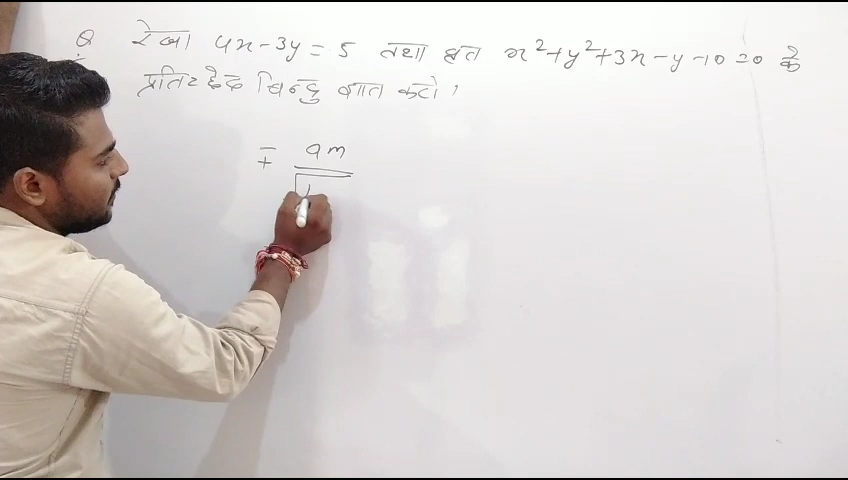 Q रेखा 4x - 3y = 5 तथा वृत x²+y²+3x-y-10=0 के
प्रतिच्छेद बिन्दु ज्ञात करो।
∓ am